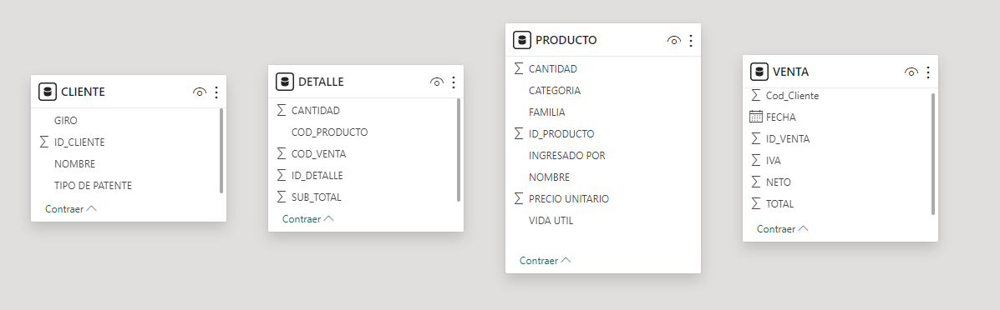 CLIENTE
GIRO
ID_CLIENTE
NOMBRE
TIPO DE PATENTE
Contraer
DETALLE
CANTIDAD
COD_PRODUCTO
COD_VENTA
ID_DETALLE
SUB_TOTAL
Contraer
PRODUCTO
CANTIDAD
CATEGORIA
FAMILIA
ID_PRODUCTO
INGRESADO POR
NOMBRE
PRECIO UNITARIO
VIDA UTIL
Contraer
VENTA
Cod_Cliente
FECHA
ID_VENTA
IVA
NETO
TOTAL
Contraer